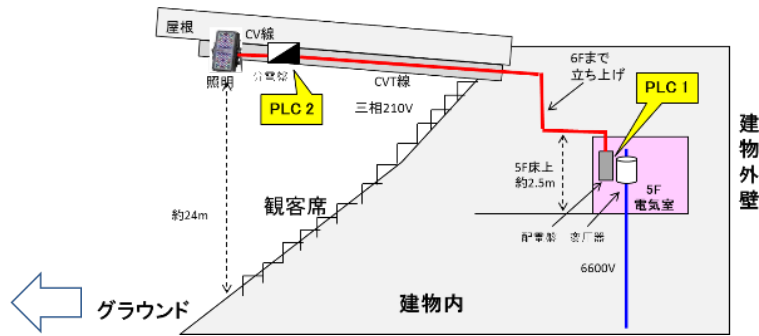 屋根
CV線
照明
分電盤
PLC 2
CVT線
三相210V
6Fまで
立ち上げ
PLC 1
建物外壁
5F床上
約2.5m
5F
電気室
観客席
約24m
配電盤
変圧器
6600V
グラウンド
建物内